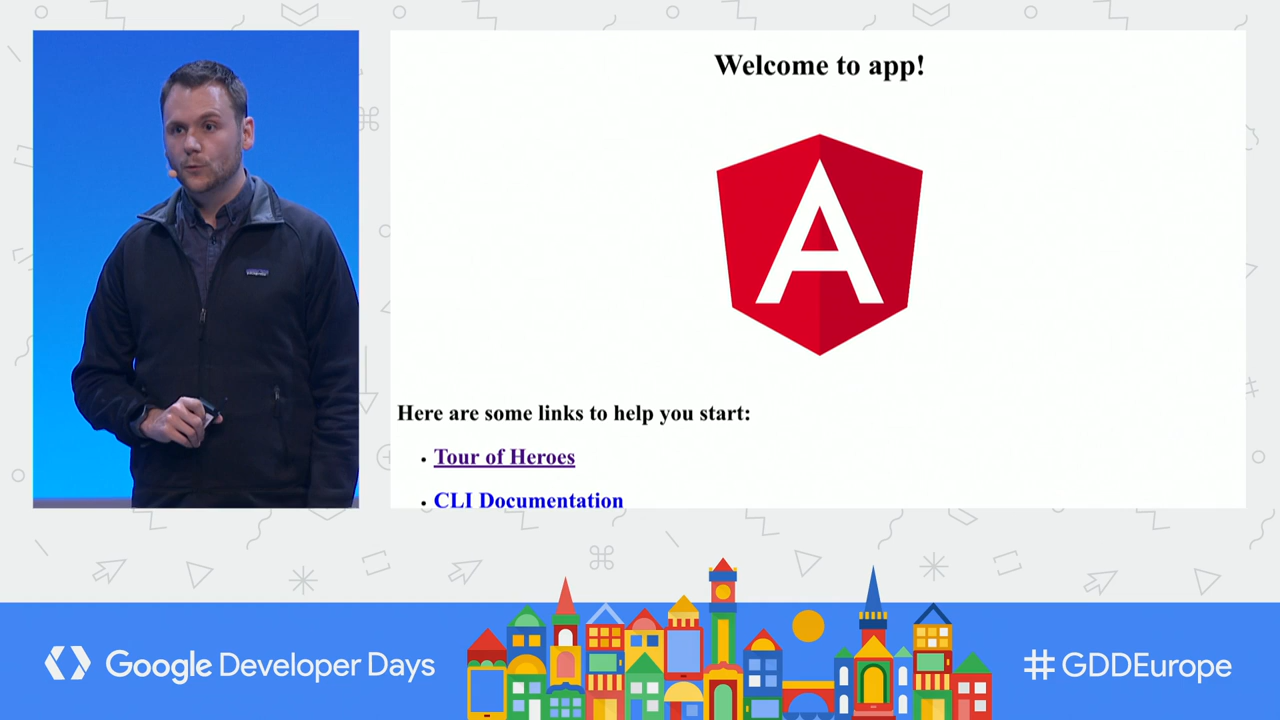 Welcome to app!
A
Here are some links to help you start:
Tour of Heroes
CLI Documentation
Google Developer Days
#GDDEurope